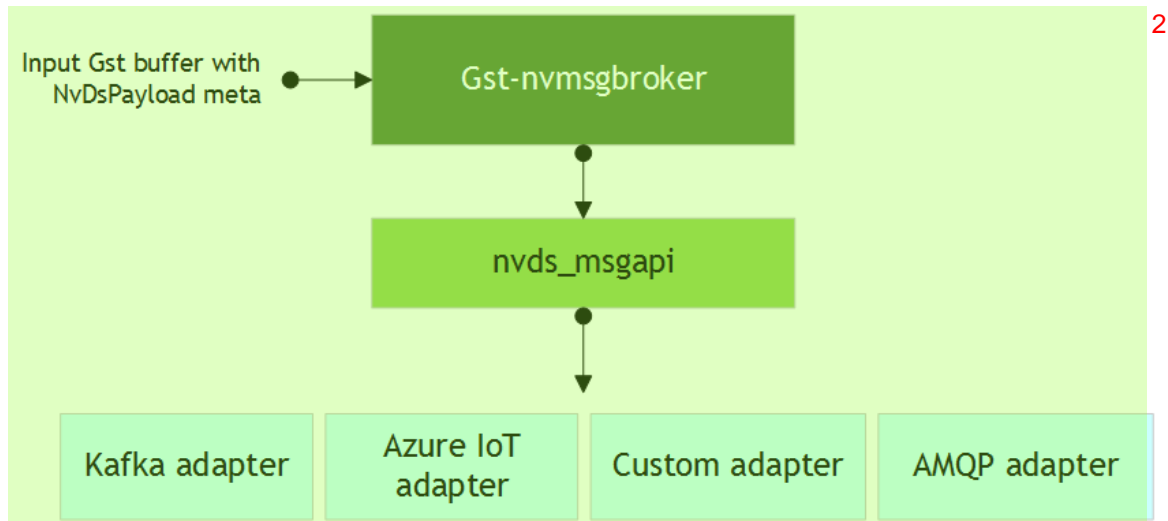 2
Input Gst buffer with
NvDsPayload meta
Gst-nvmsgbroker
nvds_msgapi
Kafka adapter
Azure IoT
adapter
Custom adapter
AMQP adapter